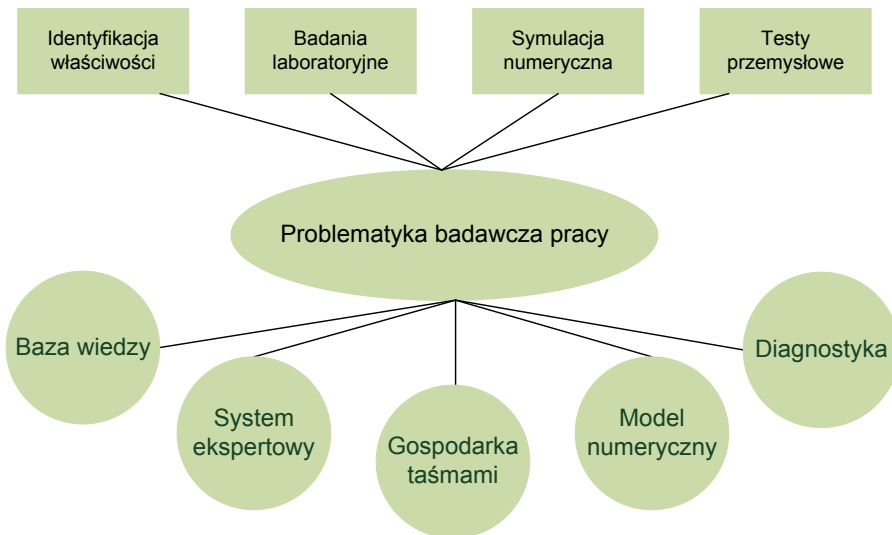 Identyfikacja
właściwości
Badania
laboratoryjne
Symulacja
numeryczna
Testy
przemysłowe
Problematyka badawcza pracy
Baza wiedzy
System
ekspertowy
Gospodarka
taśmami
Model
numeryczny
Diagnostyka